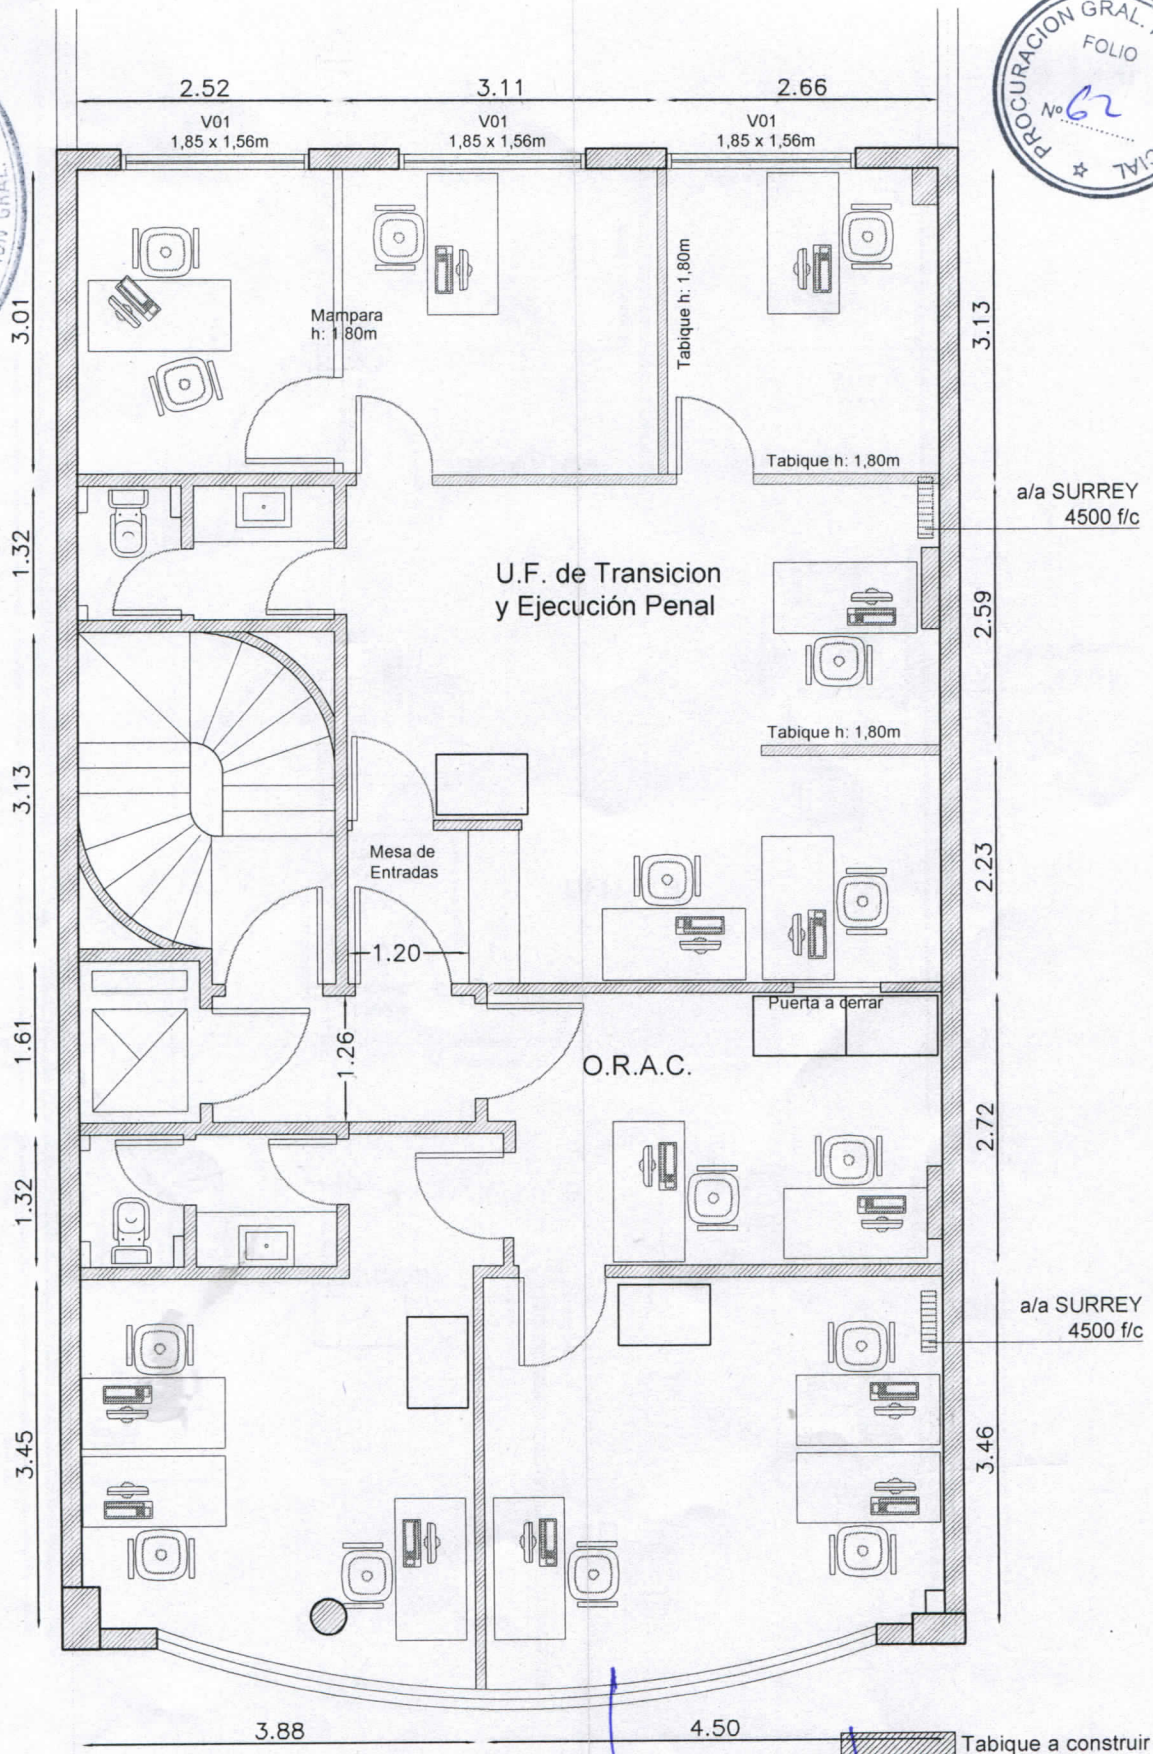 PROCURACION GRAL.
FOLIO
Nº 62
2.52
3.11
2.66
V01
1,85 x 1,56m
V01
1,85 x 1,56m
V01
1,85 x 1,56m
3.01
Mampara
h: 1.80m
Tabique h: 1,80m
3.13
Tabique h: 1,80m
a/a SURREY
4500 f/c
1.32
U.F. de Transicion
y Ejecución Penal
2.59
Tabique h: 1,80m
3.13
Mesa de
Entradas
2.23
1.20
Puerta a cerrar
1.61
1.26
O.R.A.C.
2.72
1.32
a/a SURREY
4500 f/c
3.45
3.46
3.88
4.50
Tabique a construir